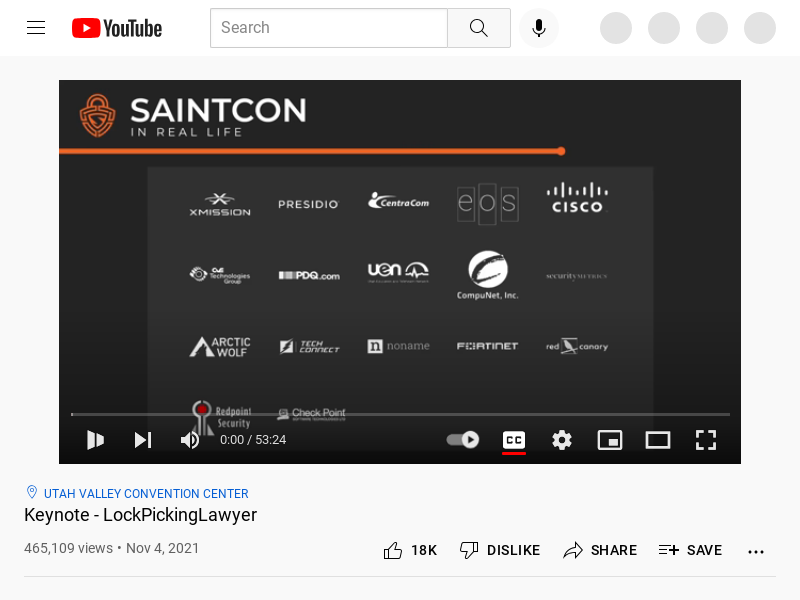 YouTube
Search
SAINTCON
IN REAL LIFE
XMISSION
PRESIDIO
CentraCom
eos
CISCO
CVE Technologies Group
PDQ.com
uen
CompuNet, Inc.
securityMETRICS
ARCTIC WOLF
TECH CONNECT
n noname
FORTINET
red canary
Redpoint Security
Check Point
0:00 / 53:24
CC
UTAH VALLEY CONVENTION CENTER
Keynote - LockPickingLawyer
465,109 views • Nov 4, 2021
18K
DISLIKE
SHARE
SAVE